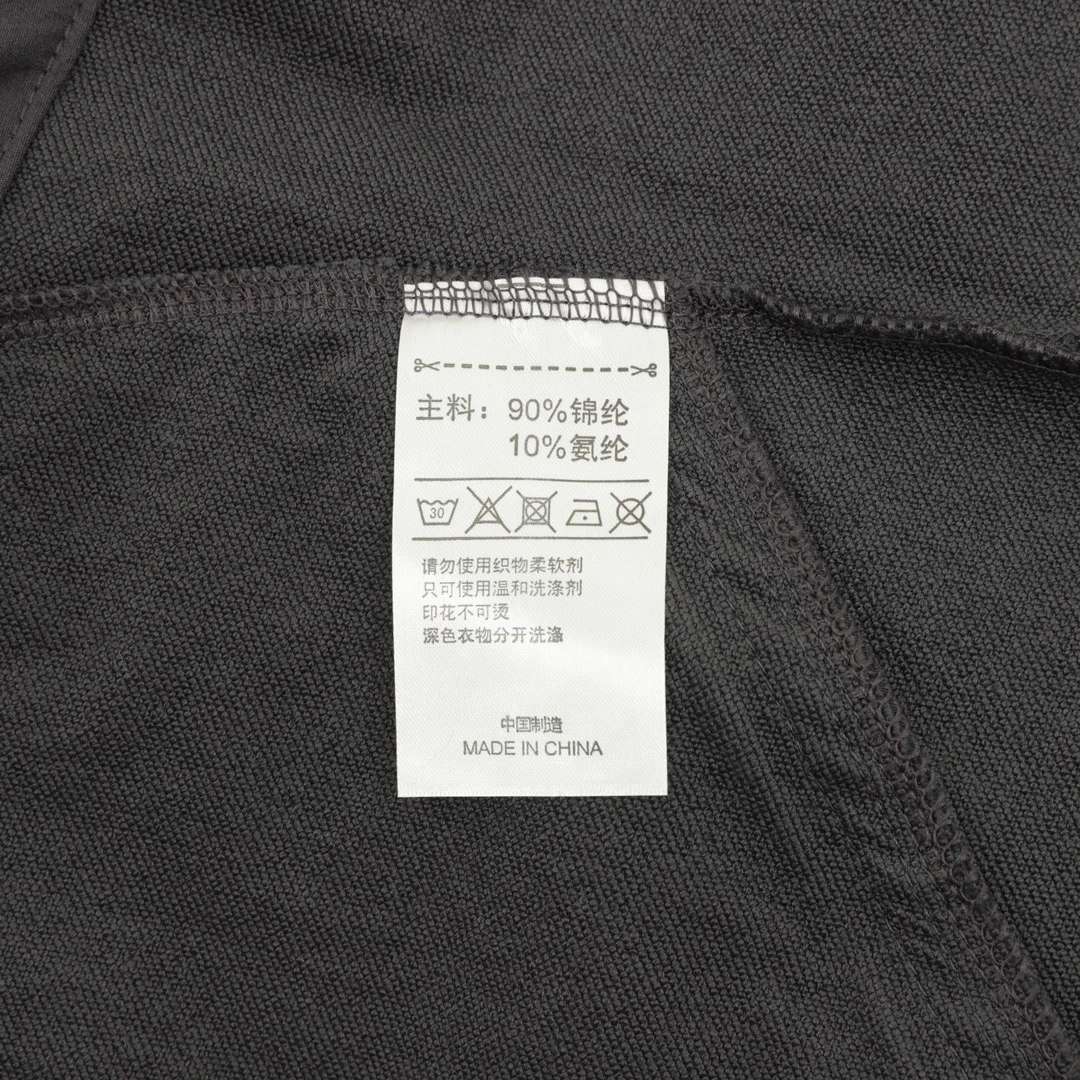 主料：90%锦纶
10%氨纶
30
请勿使用织物柔软剂
只可使用温和洗涤剂
印花不可烫
深色衣物分开洗涤
中国制造
MADE IN CHINA